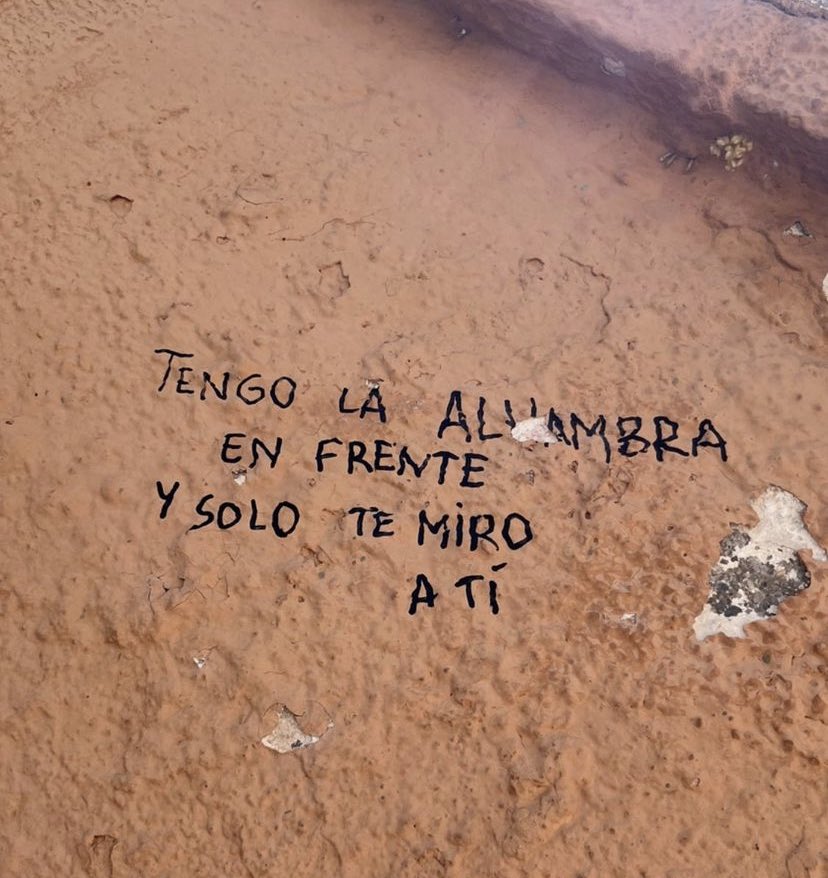 TENGO LA ALHAMBRA
EN FRENTE
Y SOLO TE MIRO
A TÍ